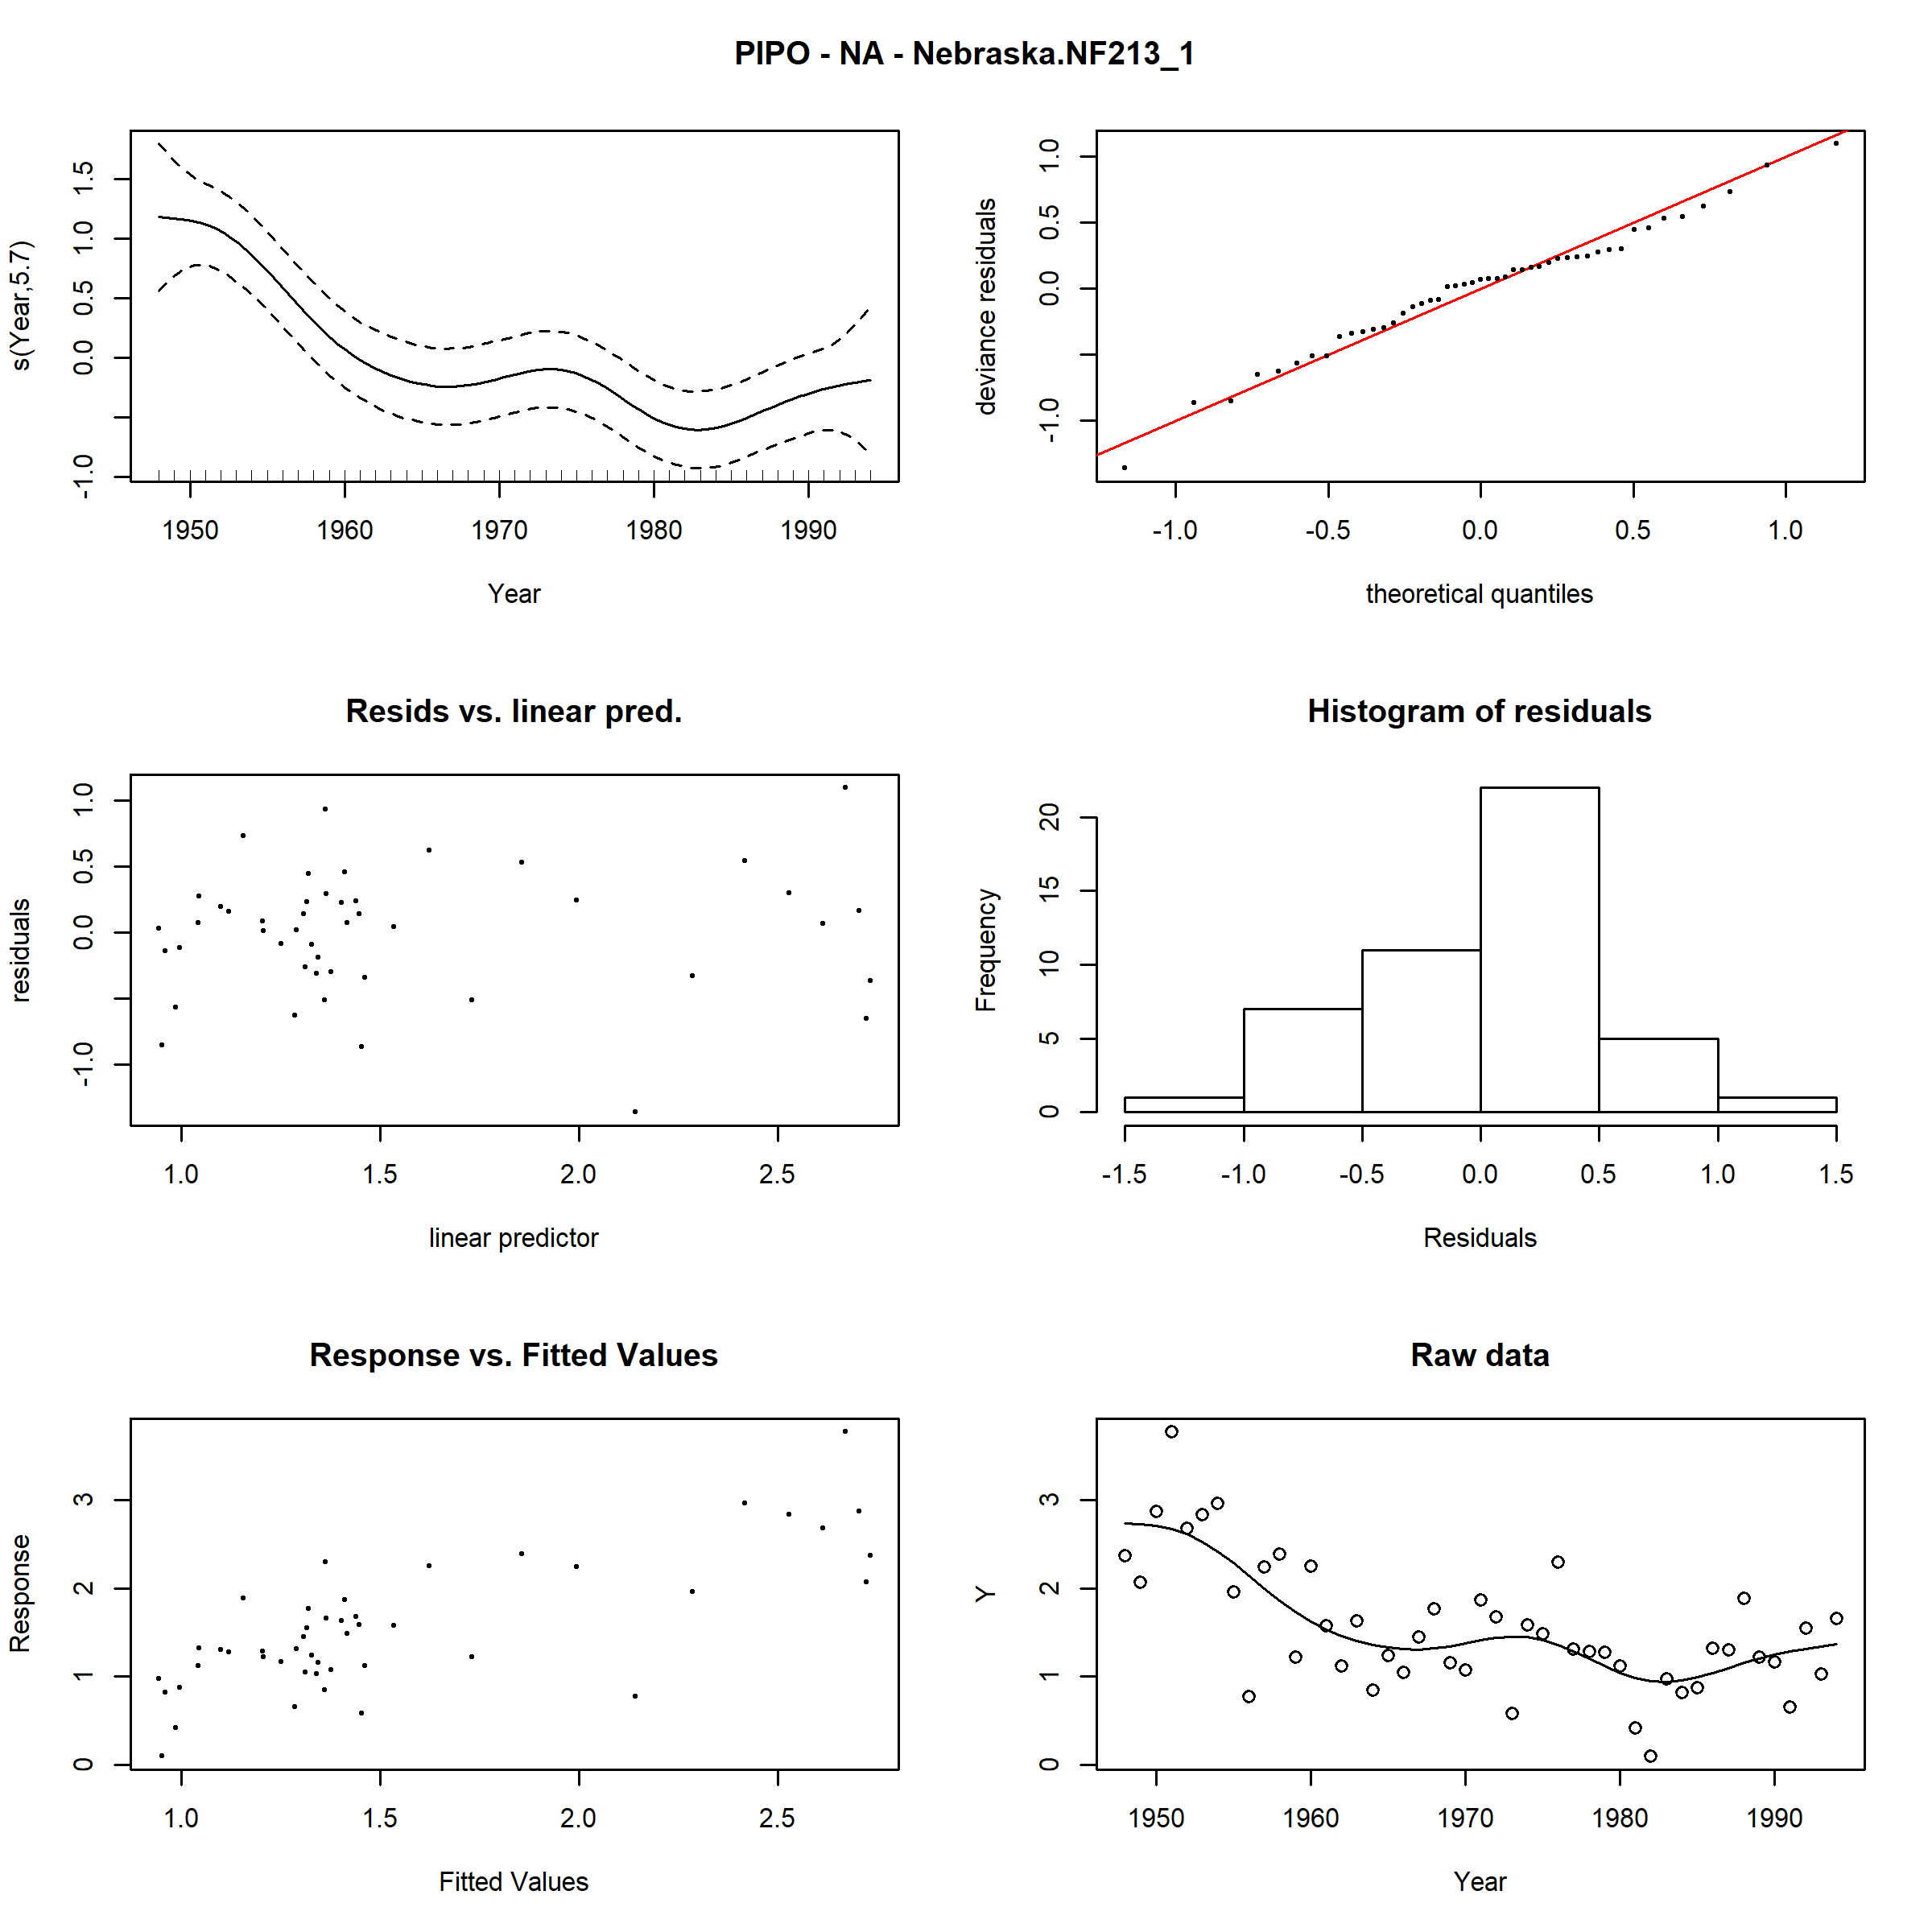 PIPO - NA - Nebraska.NF213_1
s(Year,5.7)
-1.0 0.0 0.5 1.0 1.5
1950 1960 1970 1980 1990
Year
deviance residuals
-1.0 0.0 0.5 1.0
-1.0 -0.5 0.0 0.5 1.0
theoretical quantiles
Resids vs. linear pred.
residuals
-1.0 0.0 0.5 1.0
1.0 1.5 2.0 2.5
linear predictor
Histogram of residuals
Frequency
0 5 10 15 20
-1.5 -1.0 -0.5 0.0 0.5 1.0 1.5
Residuals
Response vs. Fitted Values
Response
0 1 2 3
1.0 1.5 2.0 2.5
Fitted Values
Raw data
Y
0 1 2 3
1950 1960 1970 1980 1990
Year